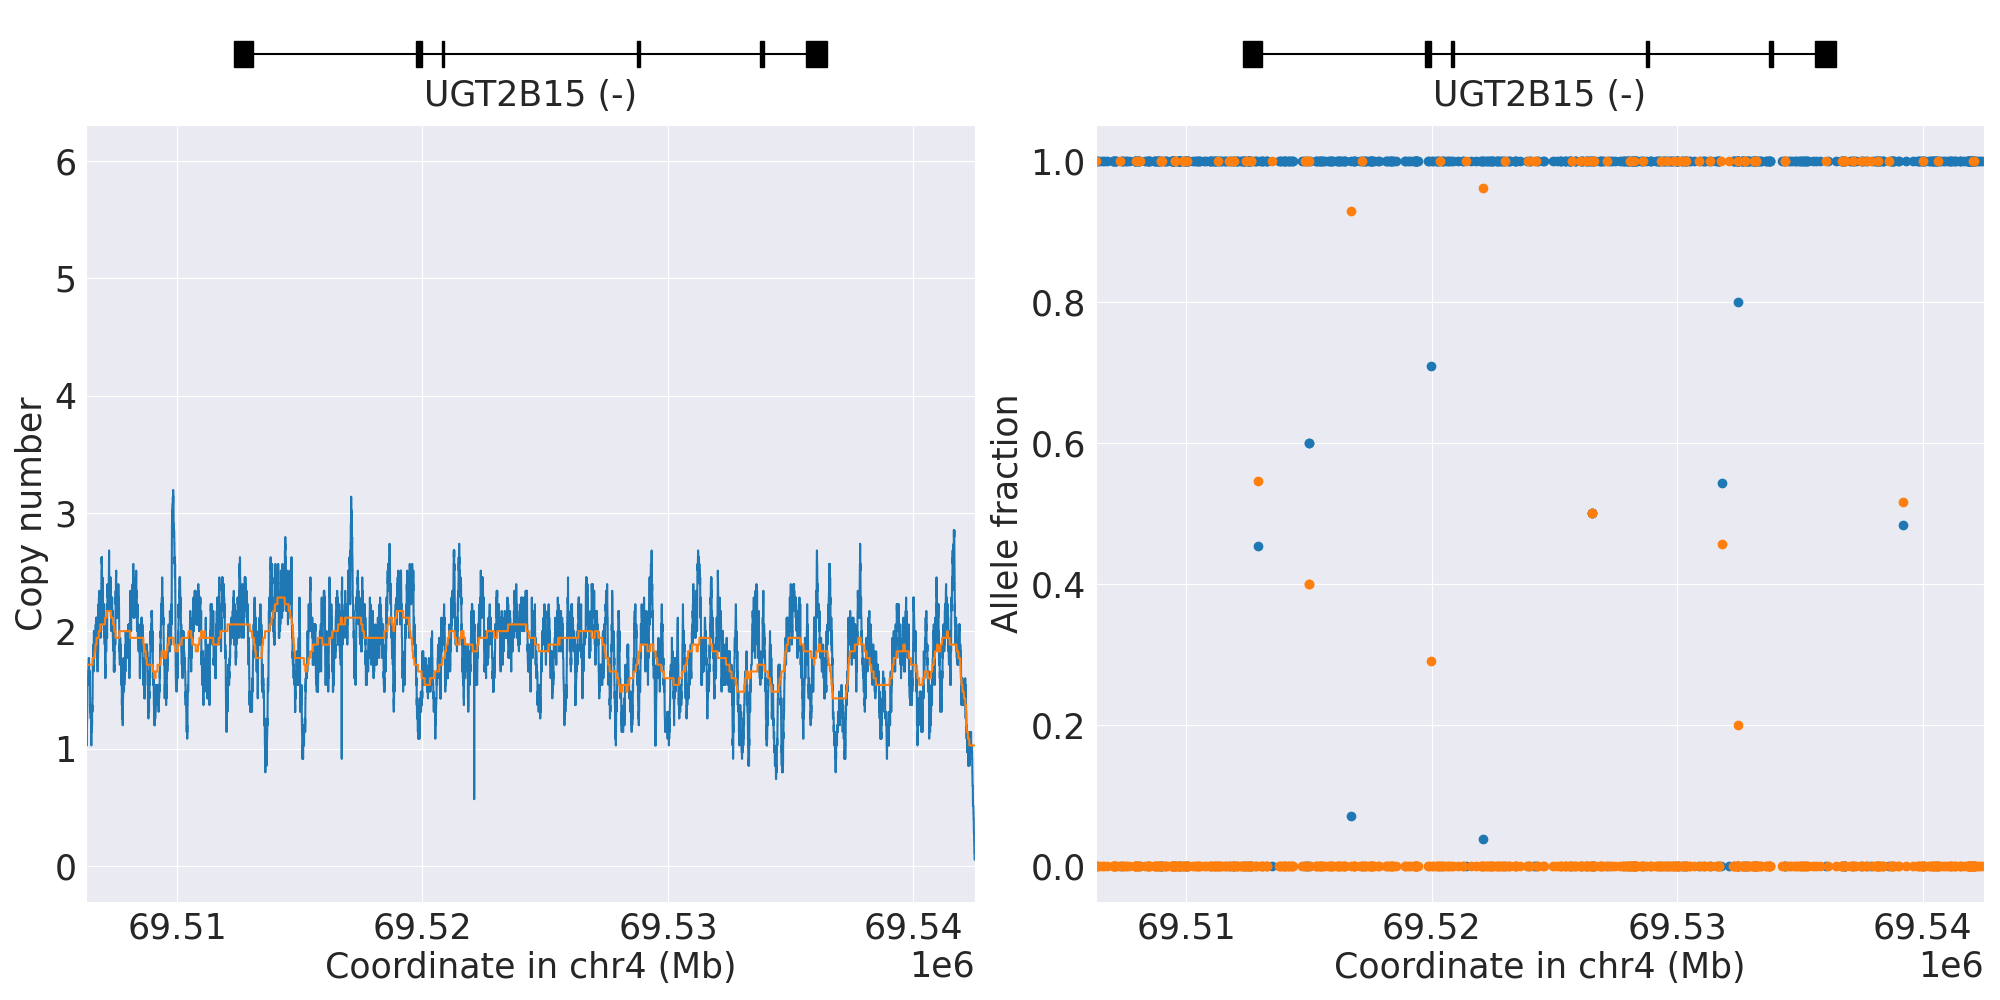 UGT2B15 (-)
6
5
4
3
2
1
0
Copy number
69.51 69.52 69.53 69.54
Coordinate in chr4 (Mb) 1e6
UGT2B15 (-)
1.0
0.8
0.6
0.4
0.2
0.0
Allele fraction
69.51 69.52 69.53 69.54
Coordinate in chr4 (Mb) 1e6